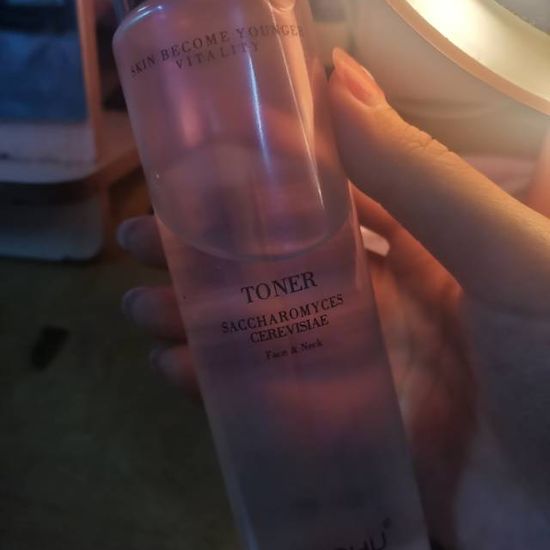 SKIN BECOME YOUNGER
VITALITY
TONER
SACCHAROMYCES
CEREVISIAE
Face & Neck